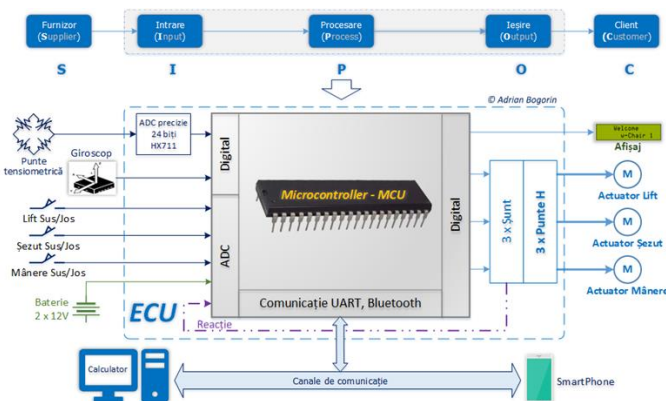 Furnizor
(Supplier)
Intrare
(Input)
Procesare
(Process)
Ieșire
(Output)
Client
(Customer)
S
I
P
O
C
© Adrian Bogorin
Punte
tensiometrică
ADC precizie
24 biți
HX711
Giroscop
Lift Sus/Jos
Șezut Sus/Jos
Mânere Sus/Jos
Baterie
2 x 12V
ECU
Reacție
Digital
ADC
Microcontroller - MCU
Comunicație UART, Bluetooth
Digital
3 x Șunt
3 x Punte H
Welcome
w-Chair !
Afișaj
M
Actuator Lift
M
Actuator Șezut
M
Actuator Mânere
Calculator
Canale de comunicație
SmartPhone